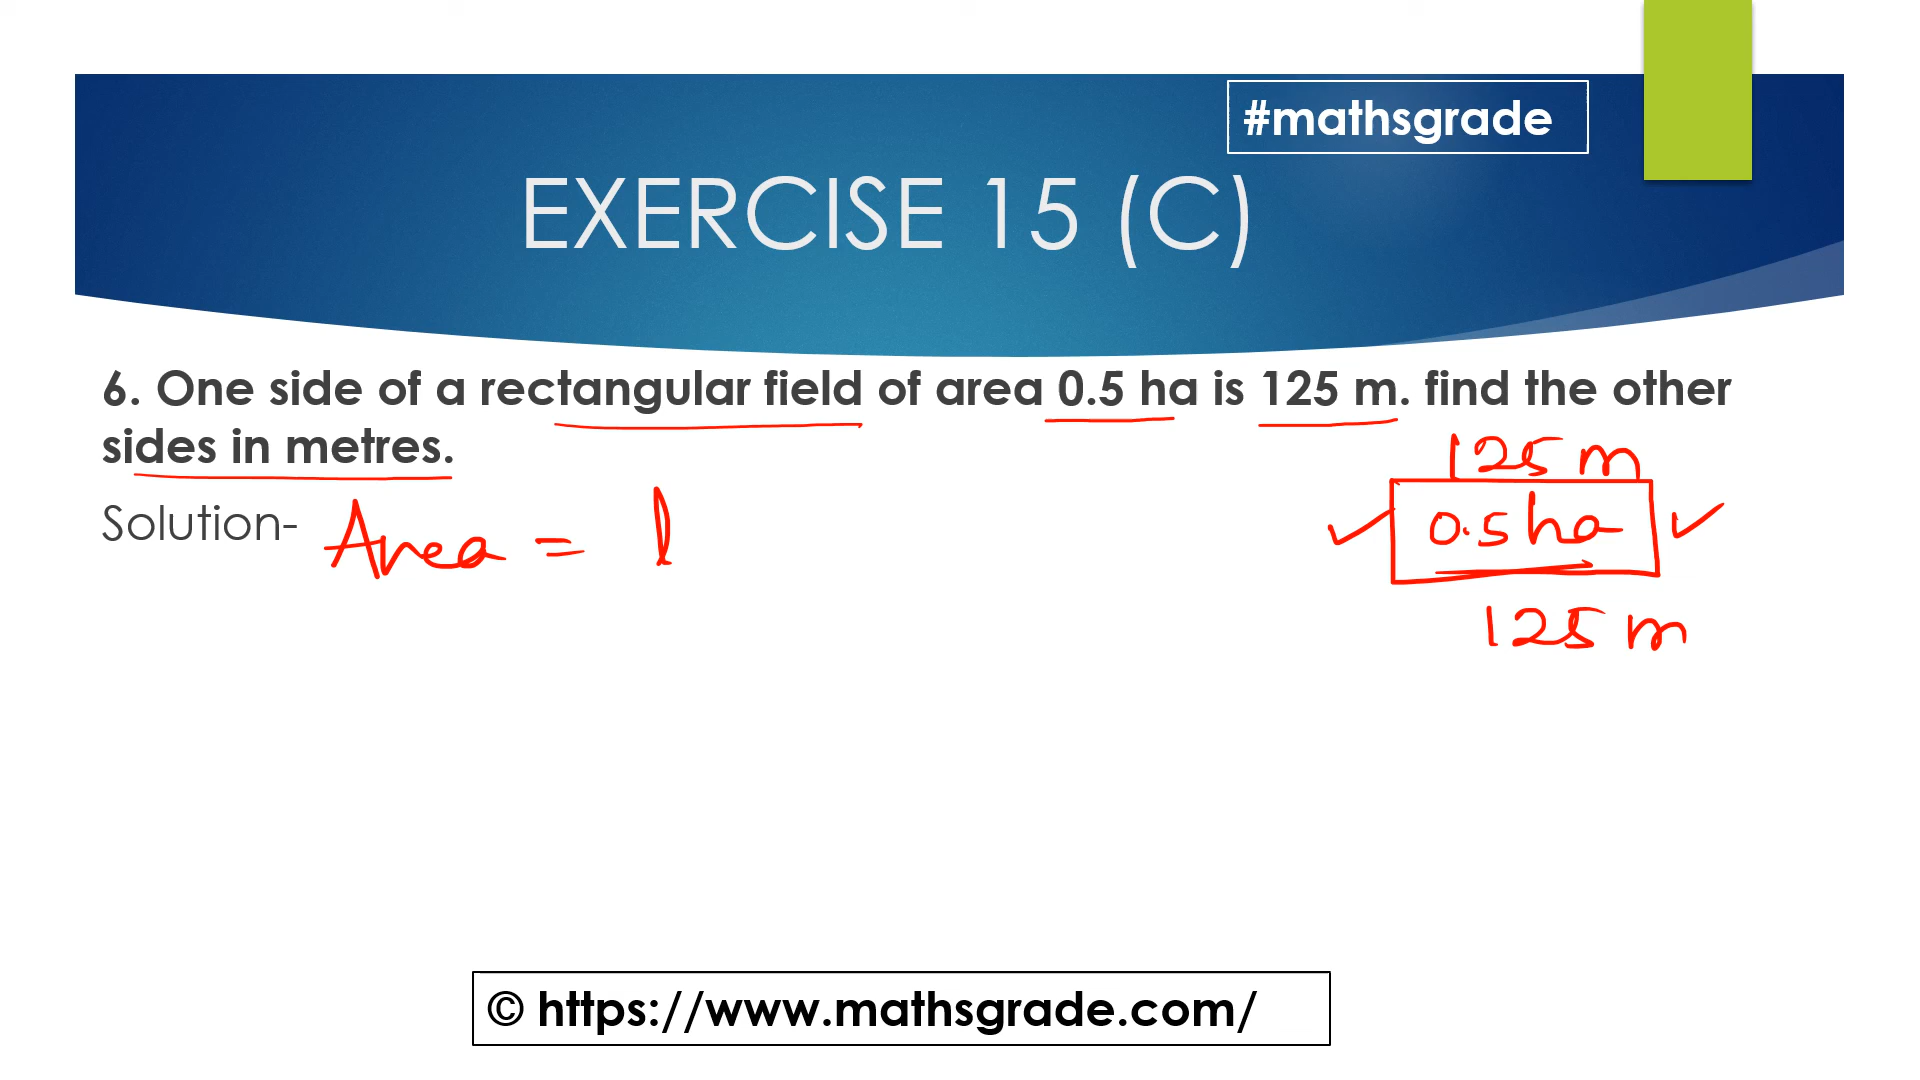 #mathsgrade
EXERCISE 15 (C)
6. One side of a rectangular field of area 0.5 ha is 125 m. find the other
sides in metres.
125 m
Solution- Area = l
0.5 ha
125 m
© https://www.mathsgrade.com/